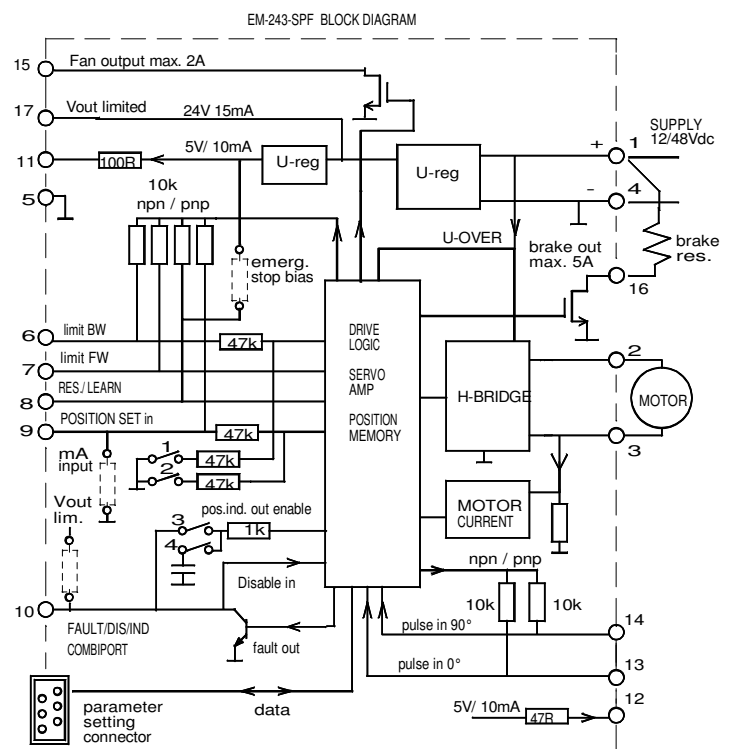 EM-243-SPF BLOCK DIAGRAM
15 Fan output max. 2A
17 Vout limited 24V 15mA
11 100R 5V/ 10mA U-reg U-reg + 1 SUPPLY
12/48Vdc
5 - 4
10k
npn / pnp
emerg.
stop bias
U-OVER
brake out
max. 5A
brake
res.
16
6 limit BW 47k
7 limit FW
8 RES./ LEARN
9 POSITION SET in 47k
DRIVE
LOGIC
SERVO
AMP
POSITION
MEMORY
H-BRIDGE
2
MOTOR
3
mA
input
1 47k
2 47k
Vout
lim.
pos.ind. out enable
3 1k
4
MOTOR
CURRENT
npn / pnp
10k 10k
Disable in
10 FAULT/DIS/IND
COMBIPORT
fault out
pulse in 90° 14
pulse in 0° 13
5V/ 10mA 47R 12
data
parameter
setting
connector